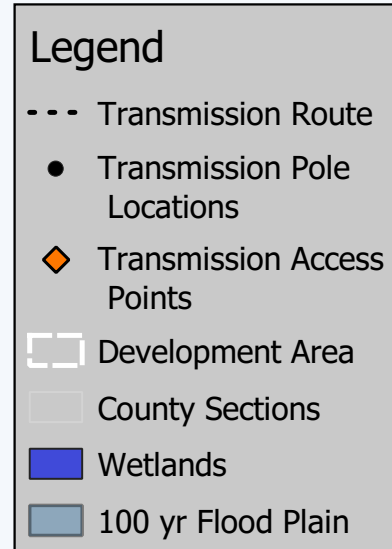 Legend
Transmission Route
Transmission Pole
Locations
Transmission Access
Points
Development Area
County Sections
Wetlands
100 yr Flood Plain